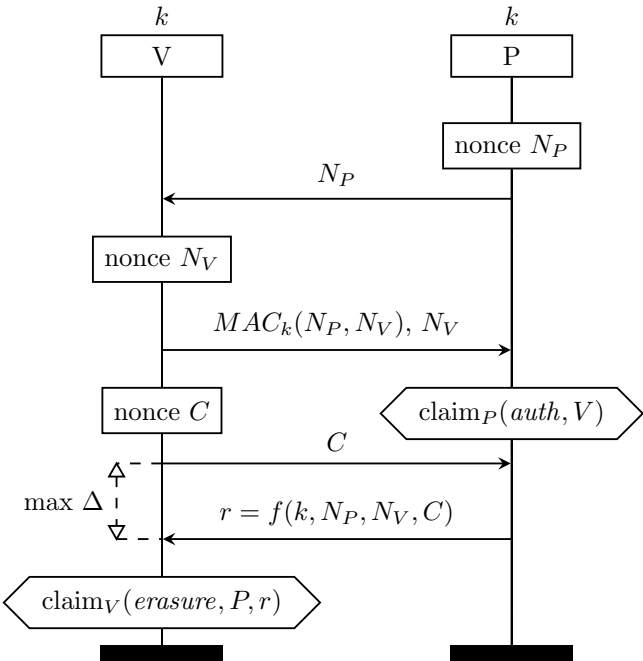 k k
V P
nonce N_P
N_P
nonce N_V
MAC_k(N_P, N_V), N_V
nonce C claim_P(auth, V)
C
max Δ
r = f(k, N_P, N_V, C)
claim_V(erasure, P, r)